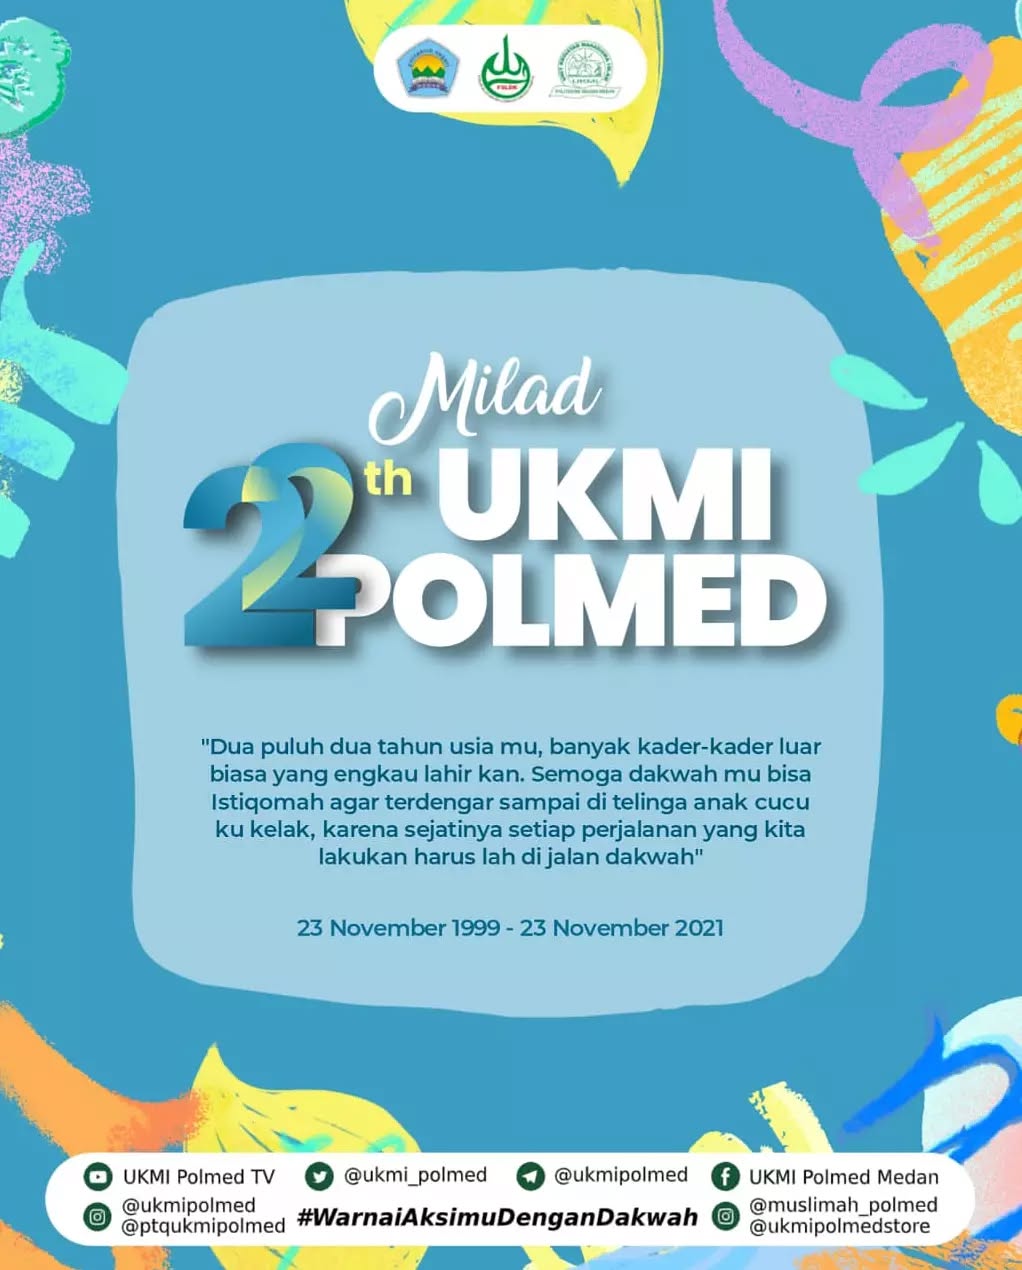 FSLDK
Milad
22th UKMI
POLMED
"Dua puluh dua tahun usia mu, banyak kader-kader luar
biasa yang engkau lahir kan. Semoga dakwah mu bisa
Istiqomah agar terdengar sampai di telinga anak cucu
ku kelak, karena sejatinya setiap perjalanan yang kita
lakukan harus lah di jalan dakwah"
23 November 1999 - 23 November 2021
UKMI Polmed TV
@ukmi_polmed
@ukmipolmed
UKMI Polmed Medan
@ukmipolmed
@ptqukmipolmed
#WarnaiAksimuDenganDakwah
@muslimah_polmed
@ukmipolmedstore